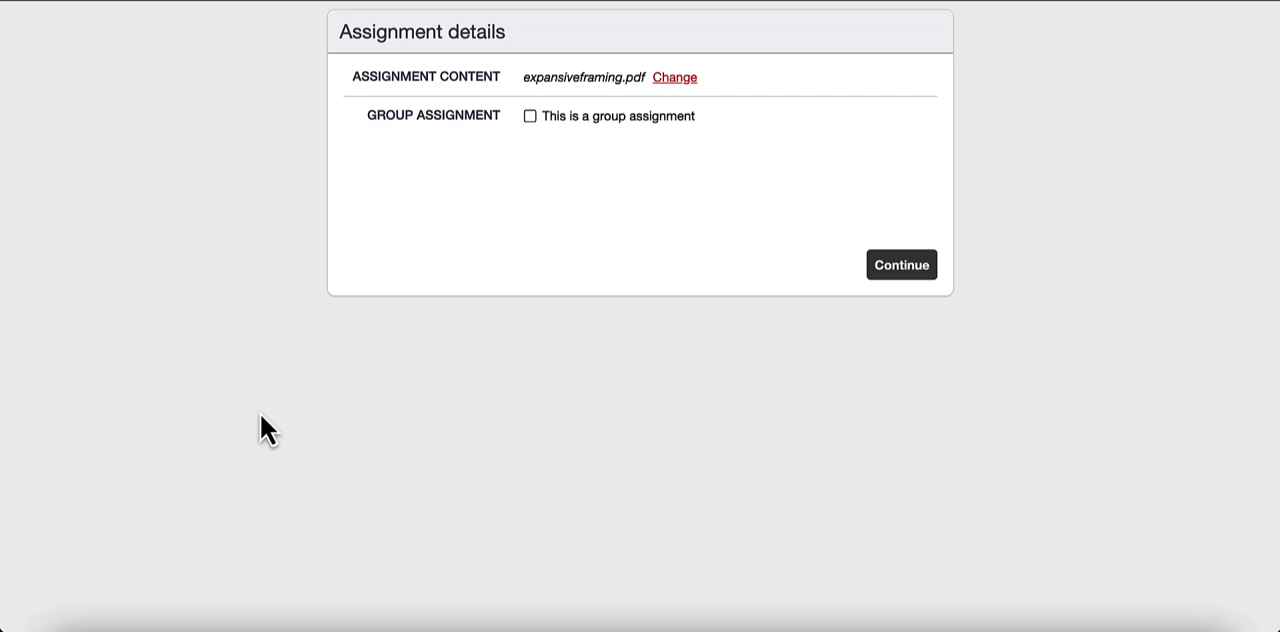 Assignment details
ASSIGNMENT CONTENT expansiveframing.pdf Change
GROUP ASSIGNMENT This is a group assignment
Continue